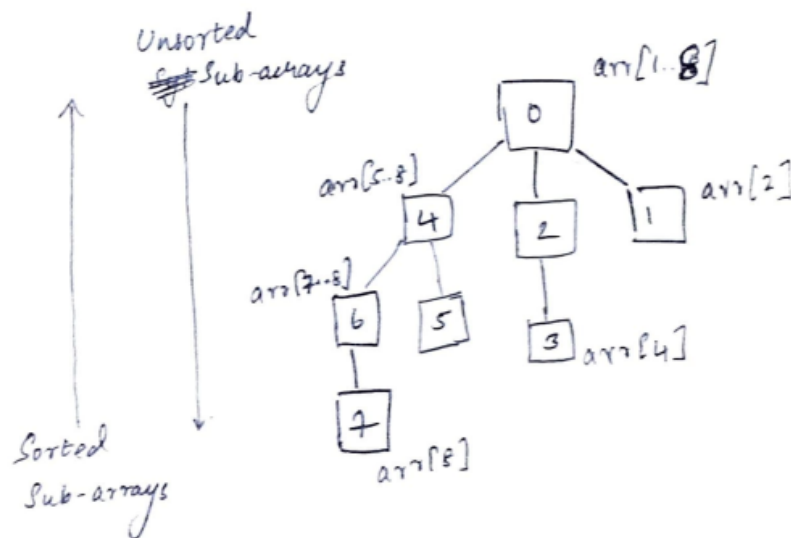 Unsorted
Sub-arrays
arr[1..8]
0
arr[5..8]
4
2
1
arr[2]
arr[7..8]
6
5
3
arr[4]
7
arr[8]
Sorted
Sub-arrays